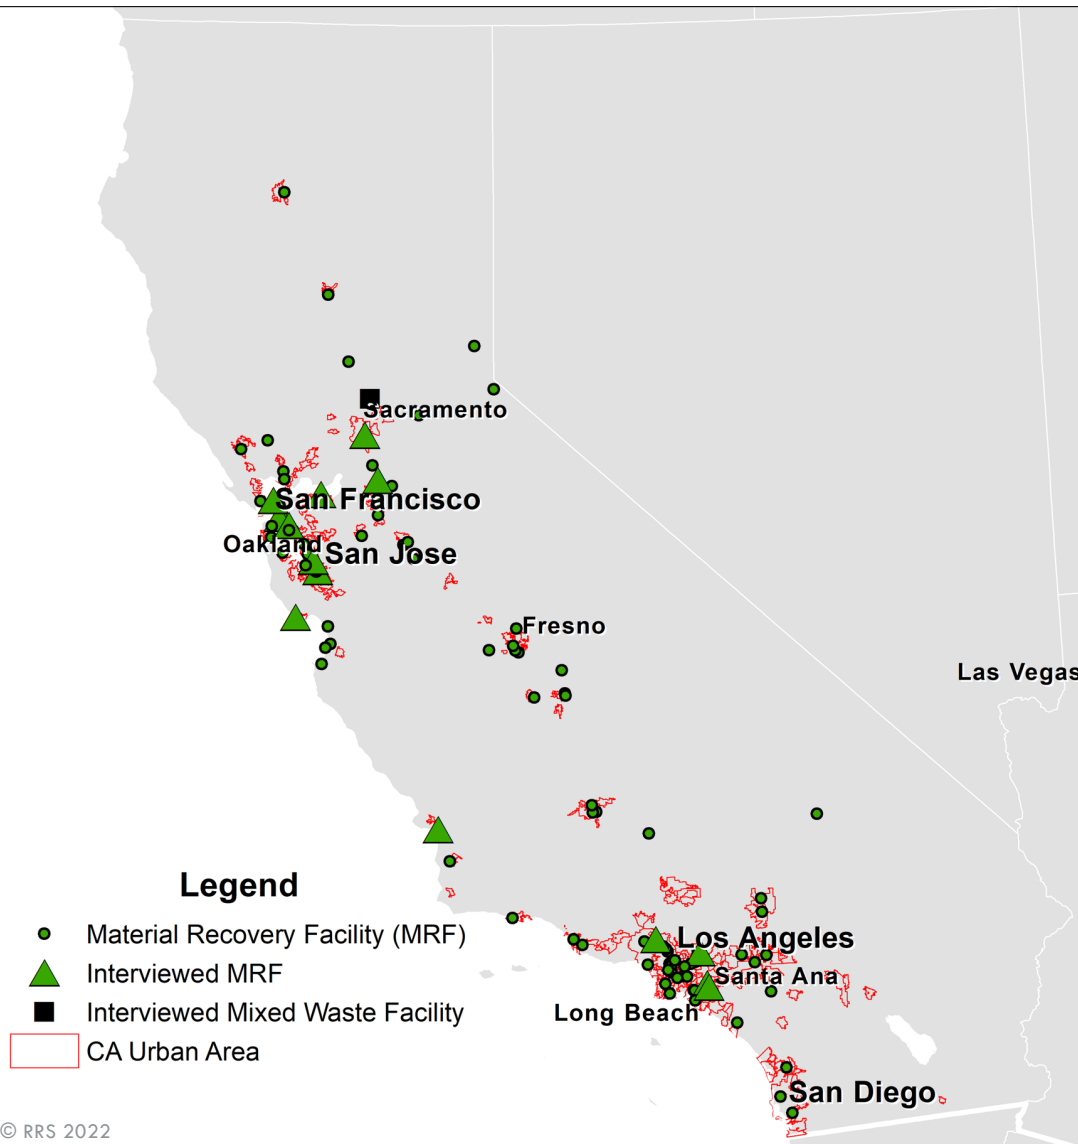 Sacramento
San Francisco
Oakland
San Jose
Fresno
Las Vegas
Los Angeles
Santa Ana
Long Beach
San Diego
Legend
Material Recovery Facility (MRF)
Interviewed MRF
Interviewed Mixed Waste Facility
CA Urban Area
© RRS 2022